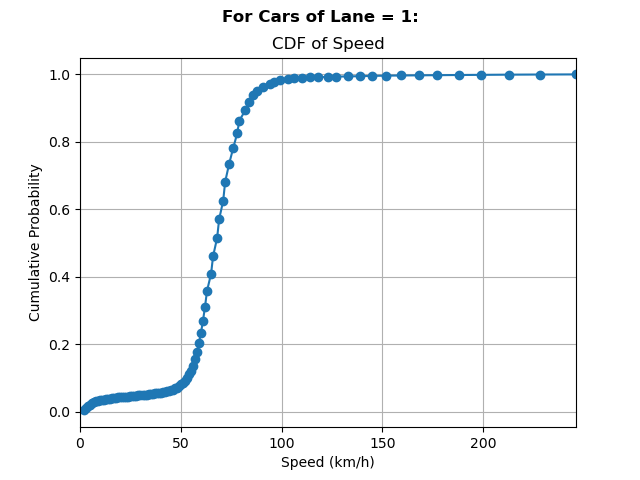 For Cars of Lane = 1:
CDF of Speed
1.0
0.8
0.6
0.4
0.2
0.0
Cumulative Probability
0 50 100 150 200
Speed (km/h)